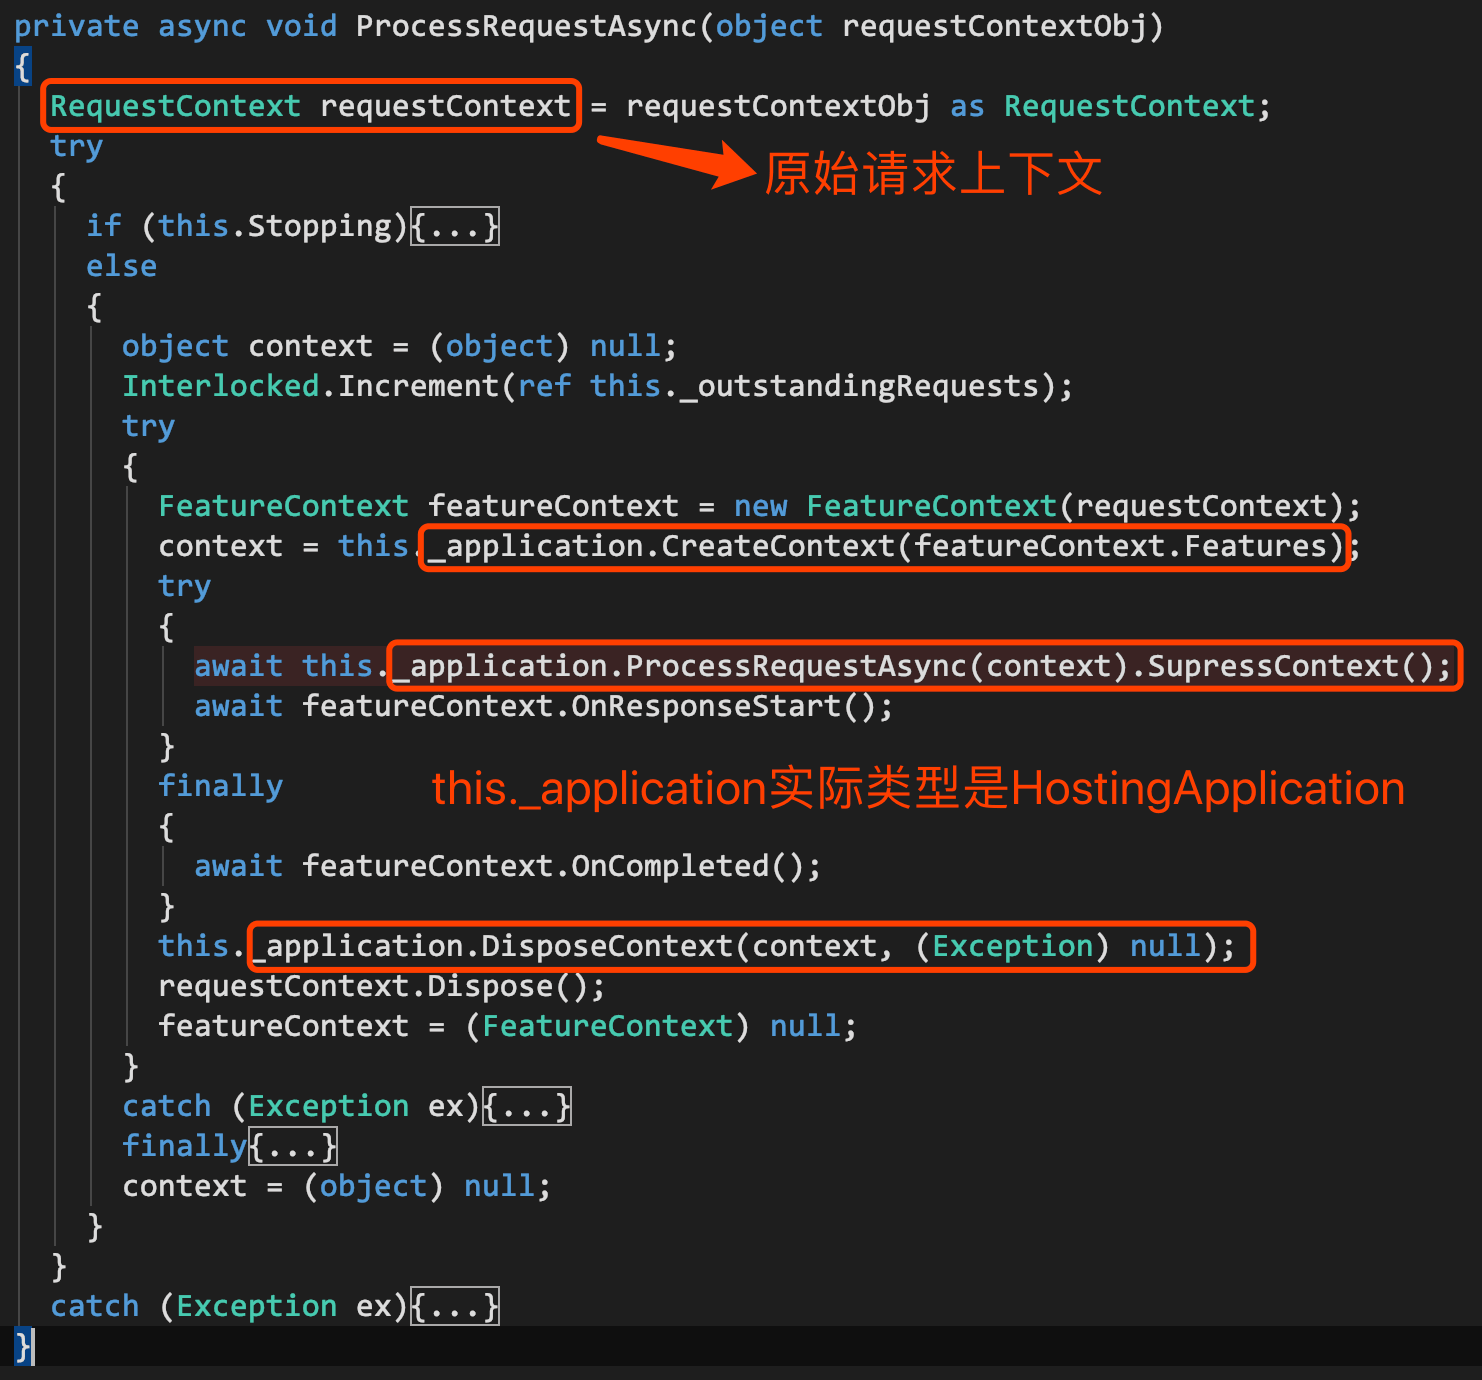 private async void ProcessRequestAsync(object requestContextObj)
{
RequestContext requestContext = requestContextObj as RequestContext;
try
原始请求上下文
{
if (this.Stopping){...}
else
{
object context = (object) null;
Interlocked.Increment(ref this._outstandingRequests);
try
{
FeatureContext featureContext = new FeatureContext(requestContext);
context = this._application.CreateContext(featureContext.Features);
try
{
await this._application.ProcessRequestAsync(context).SupressContext();
await featureContext.OnResponseStart();
}
finally
this._application实际类型是HostingApplication
{
await featureContext.OnCompleted();
}
this._application.DisposeContext(context, (Exception) null);
requestContext.Dispose();
featureContext = (FeatureContext) null;
}
catch (Exception ex){...}
finally{...}
context = (object) null;
}
}
catch (Exception ex){...}
}